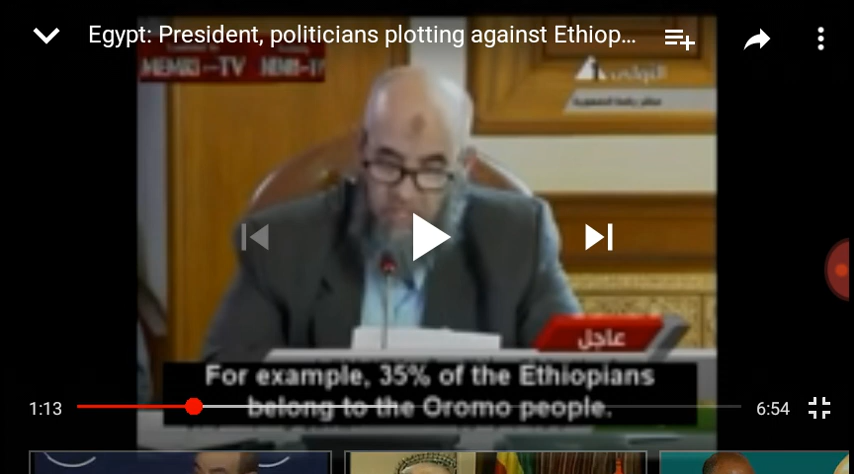 Egypt: President, politicians plotting against Ethiop...
MEMRI-TV
عاجل
For example, 35% of the Ethiopians
belong to the Oromo people.
1:13
6:54